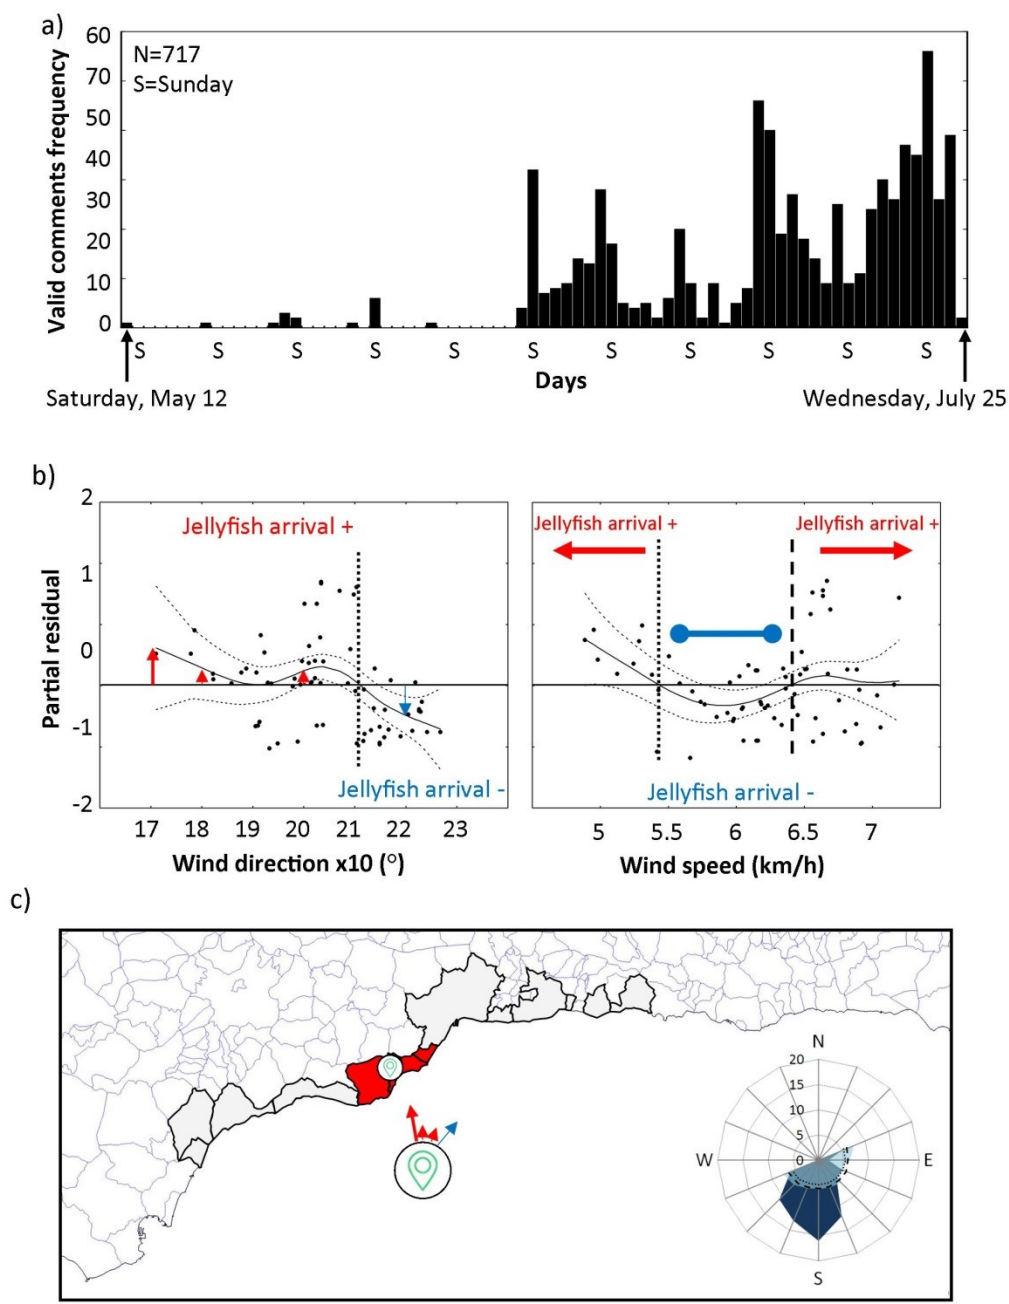 a)
60
70
50
40
30
20
10
0
Valid comments frequency
N=717
S=Sunday
S S S S S S S S S S S
Days
Saturday, May 12
Wednesday, July 25
b)
2
1
0
-1
-2
Partial residual
Jellyfish arrival +
Jellyfish arrival -
17 18 19 20 21 22 23
Wind direction x10 (°)
Jellyfish arrival +
Jellyfish arrival +
Jellyfish arrival -
5 5.5 6 6.5 7
Wind speed (km/h)
c)
N
20
15
10
5
0
W
E
S